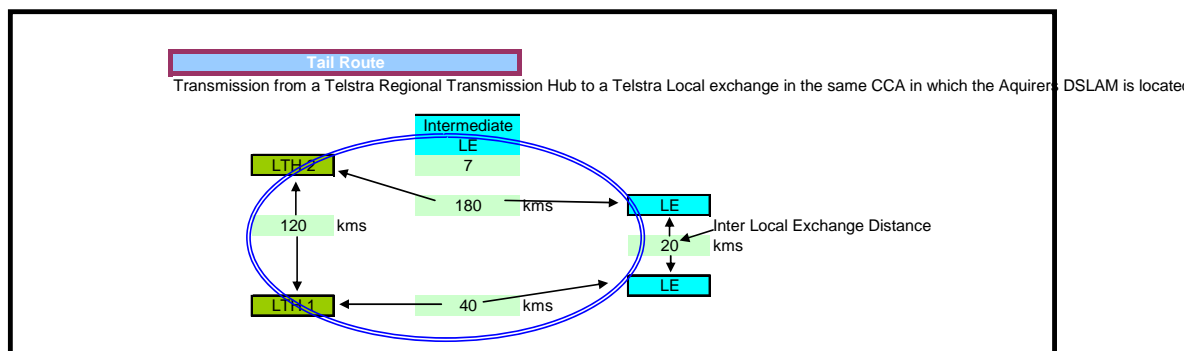 Tail Route
Transmission from a Telstra Regional Transmission Hub to a Telstra Local exchange in the same CCA in which the Aquirers DSLAM is locate
Intermediate
LE
LTH 2
7
180 kms
LE
120 kms
Inter Local Exchange Distance
20 kms
LE
LTH 1
40 kms